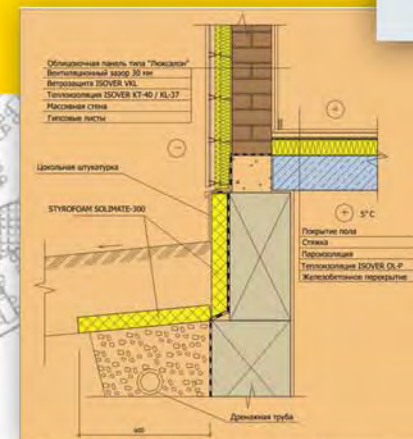 Облицовочная панель типа "Люксалон"
Вентиляционный зазор 30 мм
Ветрозащита ISOVER VKL
Теплоизоляция ISOVER KT-40 / KL-37
Массивная стена
Гипсовые листы
Цокольная штукатурка
STYROFOAM SOLIMATE-300
5°C
Покрытие пола
Стяжка
Пароизоляция
Теплоизоляция ISOVER OL-P
Железобетонное перекрытие
Дренажная труба
600